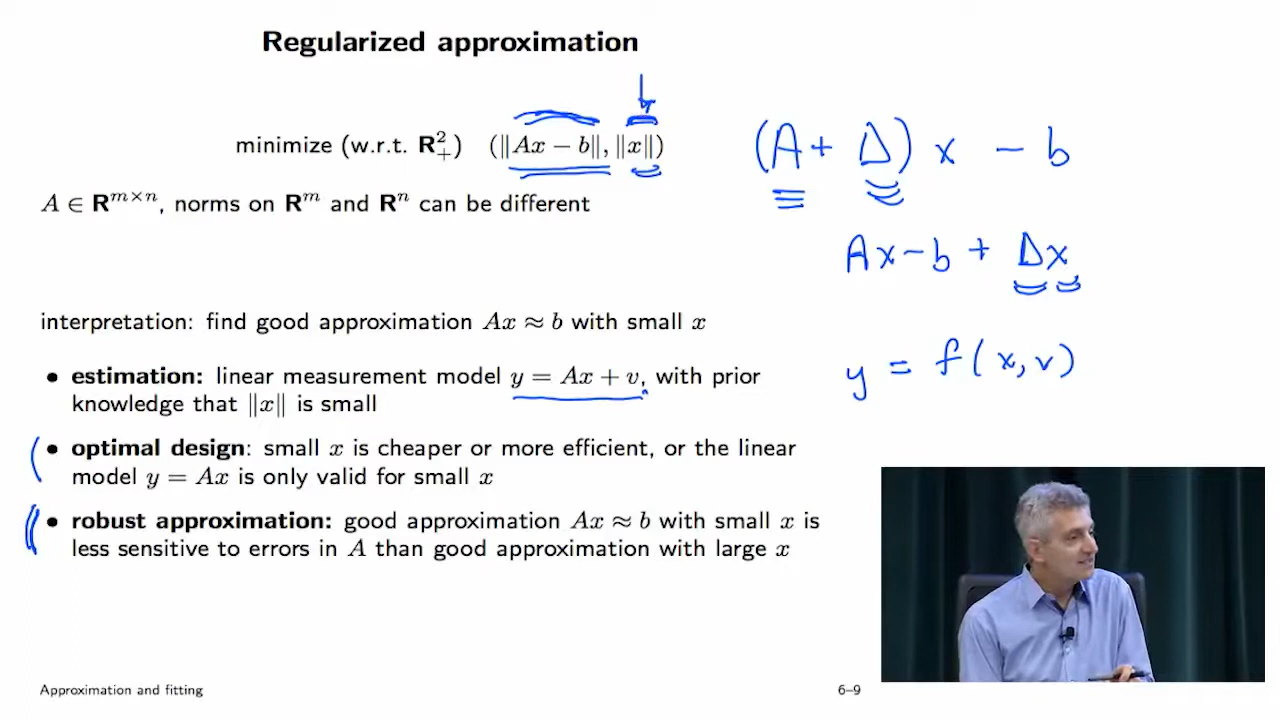 Regularized approximation
minimize (w.r.t. R²₊) (‖Ax − b‖, ‖x‖)
A ∈ R^{m×n}, norms on R^m and R^n can be different
interpretation: find good approximation Ax ≈ b with small x
• estimation: linear measurement model y = Ax + v, with prior
knowledge that ‖x‖ is small
• optimal design: small x is cheaper or more efficient, or the linear
model y = Ax is only valid for small x
• robust approximation: good approximation Ax ≈ b with small x is
less sensitive to errors in A than good approximation with large x
(A + Δ) x − b
Ax − b + Δx
y = f(x, v)
Approximation and fitting
6–9